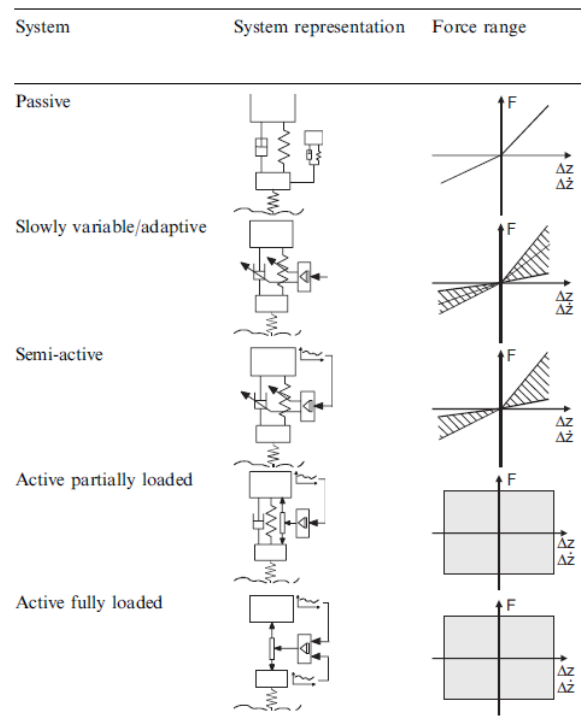 System System representation Force range
Passive
F
Δz
Δż
Slowly variable/adaptive
F
Δz
Δż
Semi-active
F
Δz
Δż
Active partially loaded
F
Δz
Δż
Active fully loaded
F
Δz
Δż